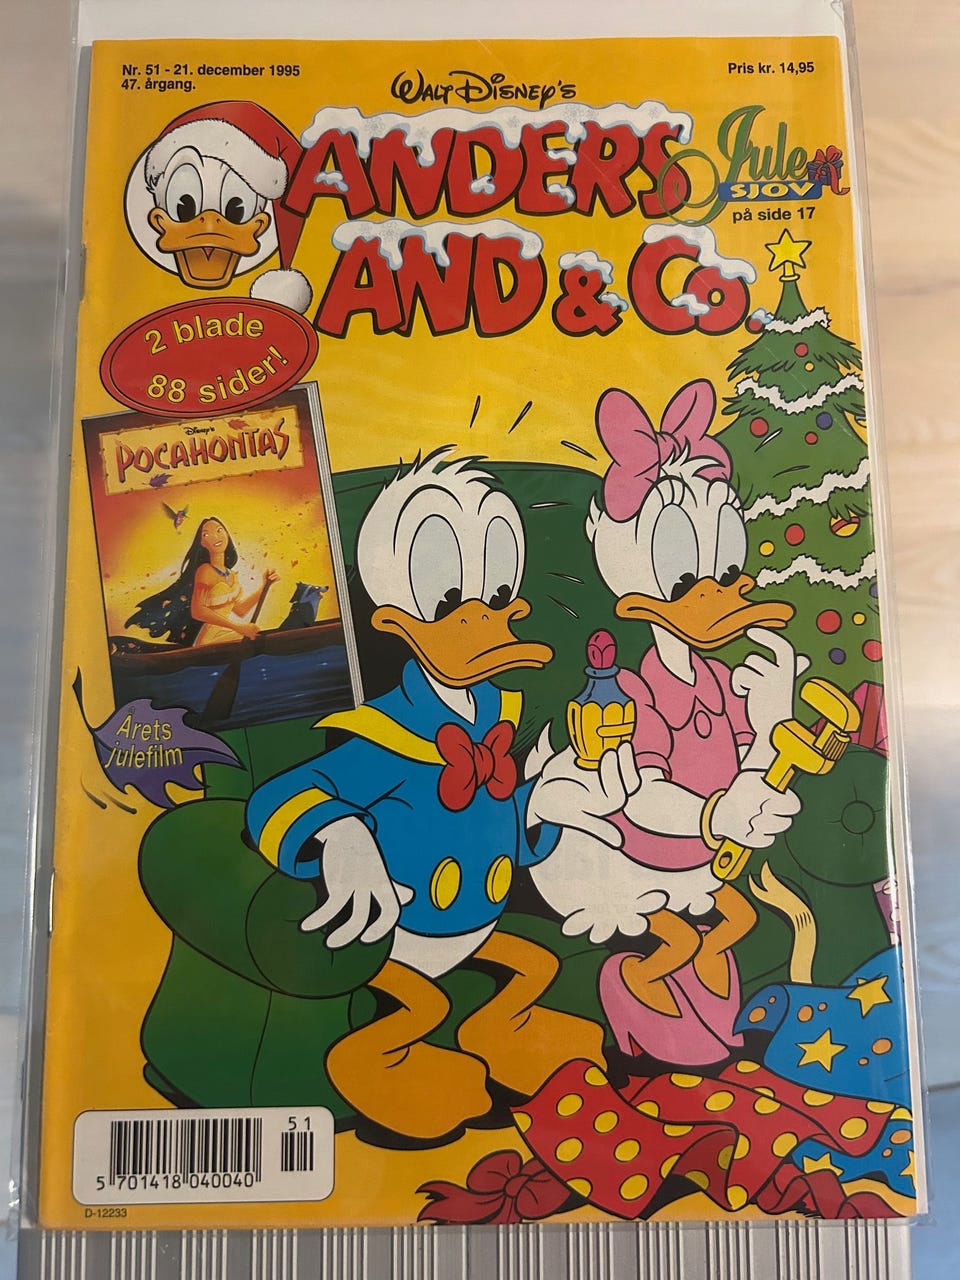 Nr. 51 - 21. december 1995
47. årgang.
Pris kr. 14,95
WALT DISNEY'S
ANDERS
AND & Co.
Jule
SJOV
på side 17
2 blade
88 sider!
Disney's
POCAHONTAS
Årets
julefilm
51
5 701418 040040
D-12233